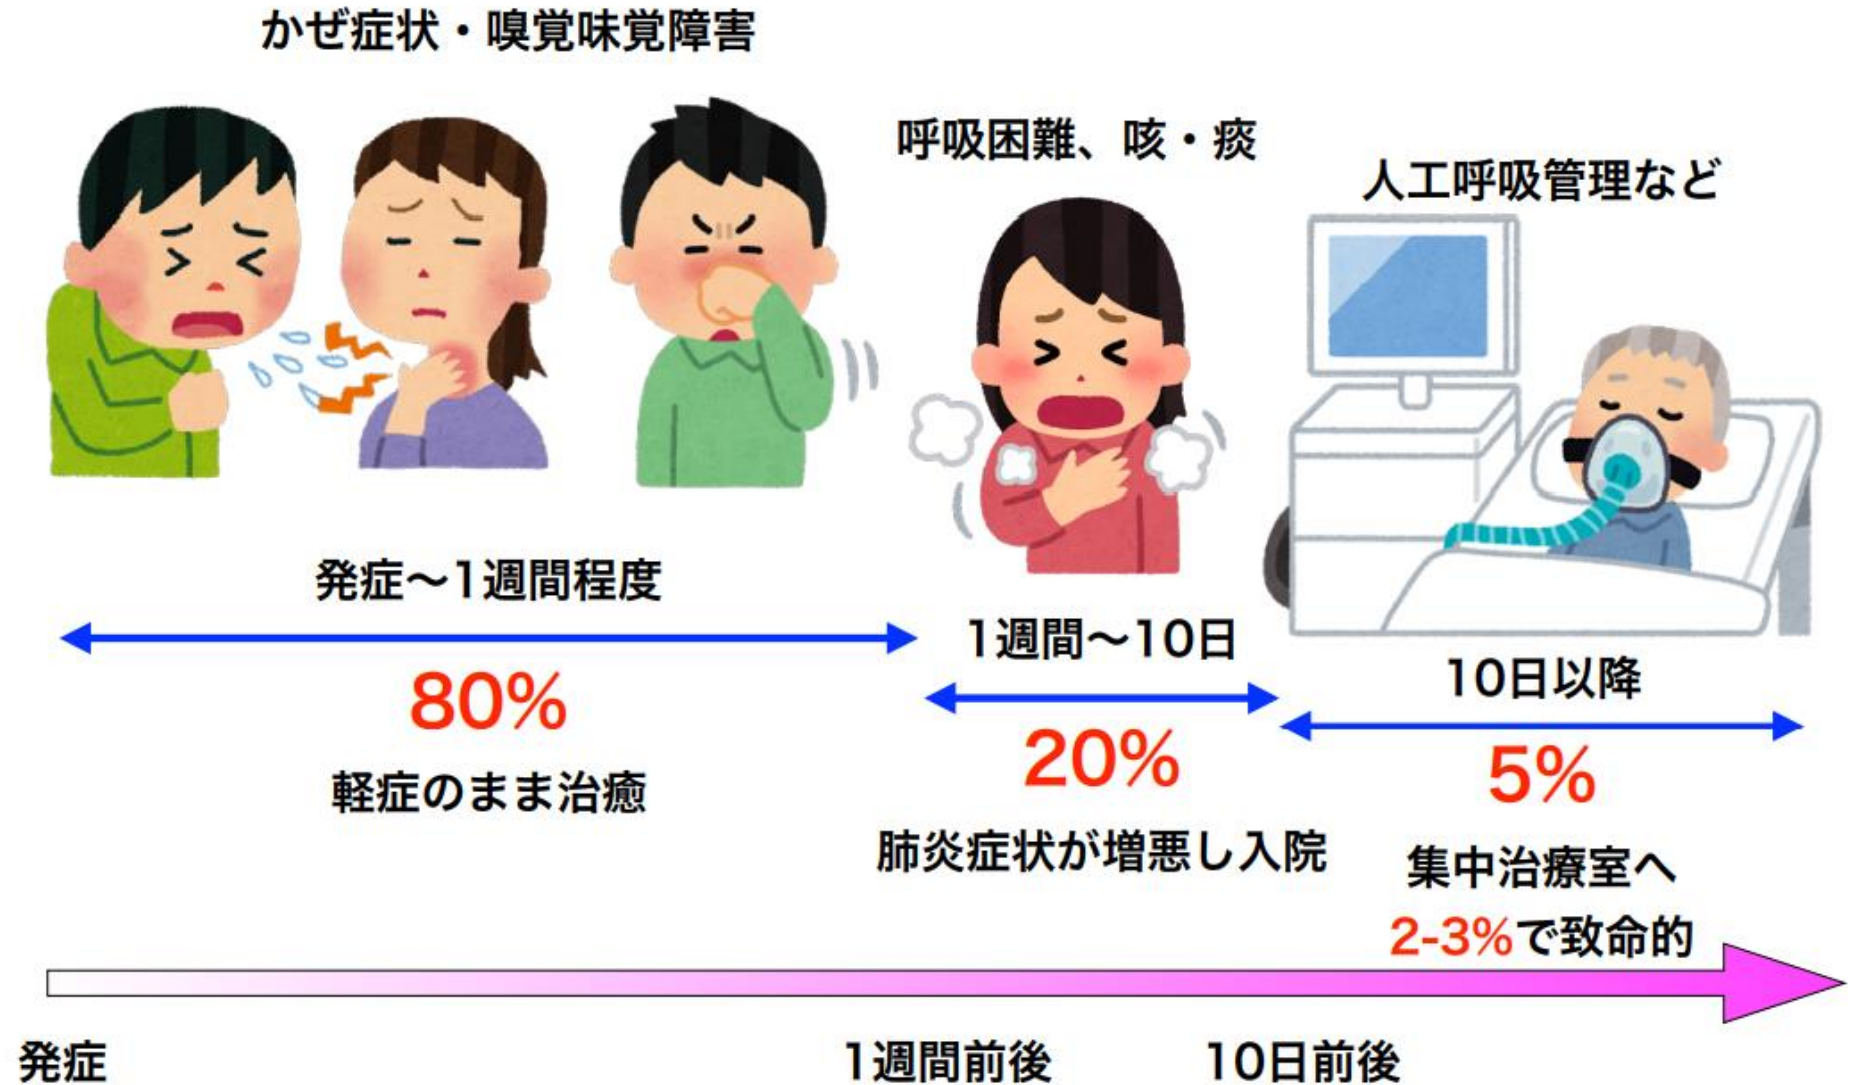 かぜ症状・嗅覚味覚障害
呼吸困難、咳・痰
人工呼吸管理など
発症〜1週間程度
80%
軽症のまま治癒
1週間〜10日
20%
肺炎症状が増悪し入院
10日以降
5%
集中治療室へ
2-3%で致命的
発症
1週間前後
10日前後